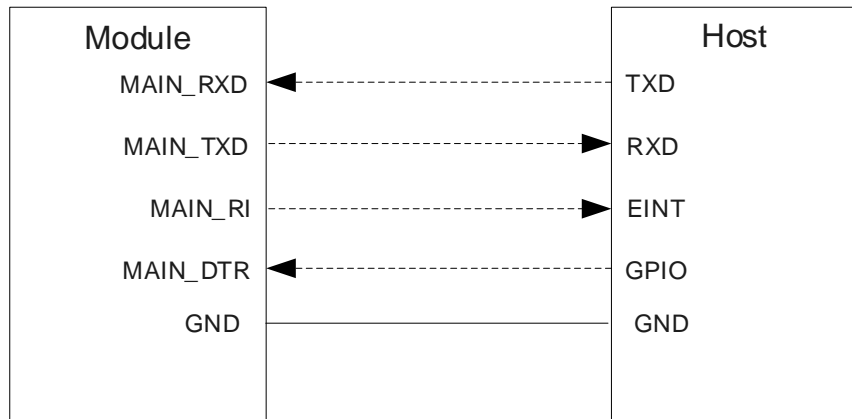 Module
Host
MAIN_RXD
TXD
MAIN_TXD
RXD
MAIN_RI
EINT
MAIN_DTR
GPIO
GND
GND